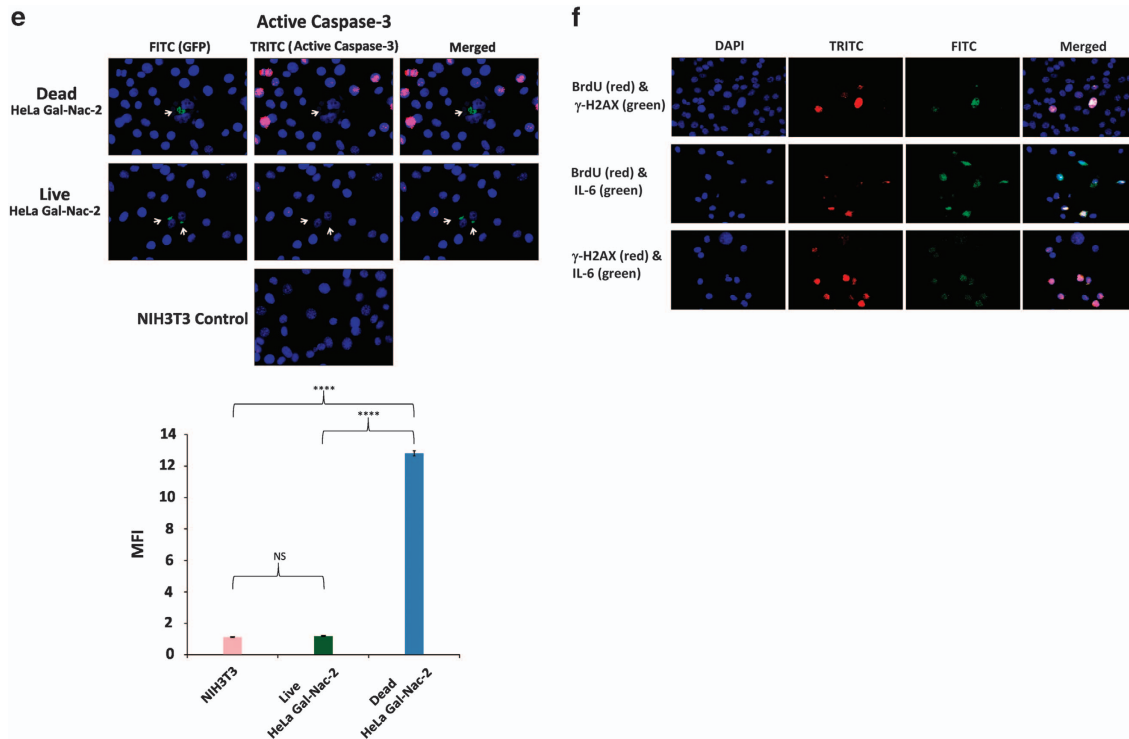 e
Active Caspase-3
FITC (GFP) TRITC (Active Caspase-3) Merged
Dead
HeLa Gal-Nac-2
Live
HeLa Gal-Nac-2
NIH3T3 Control
****
****
NS
MFI
14
12
10
8
6
4
2
0
NIH3T3
Live
HeLa Gal-Nac-2
Dead
HeLa Gal-Nac-2
f
DAPI TRITC FITC Merged
BrdU (red) &
γ-H2AX (green)
BrdU (red) &
IL-6 (green)
γ-H2AX (red) &
IL-6 (green)